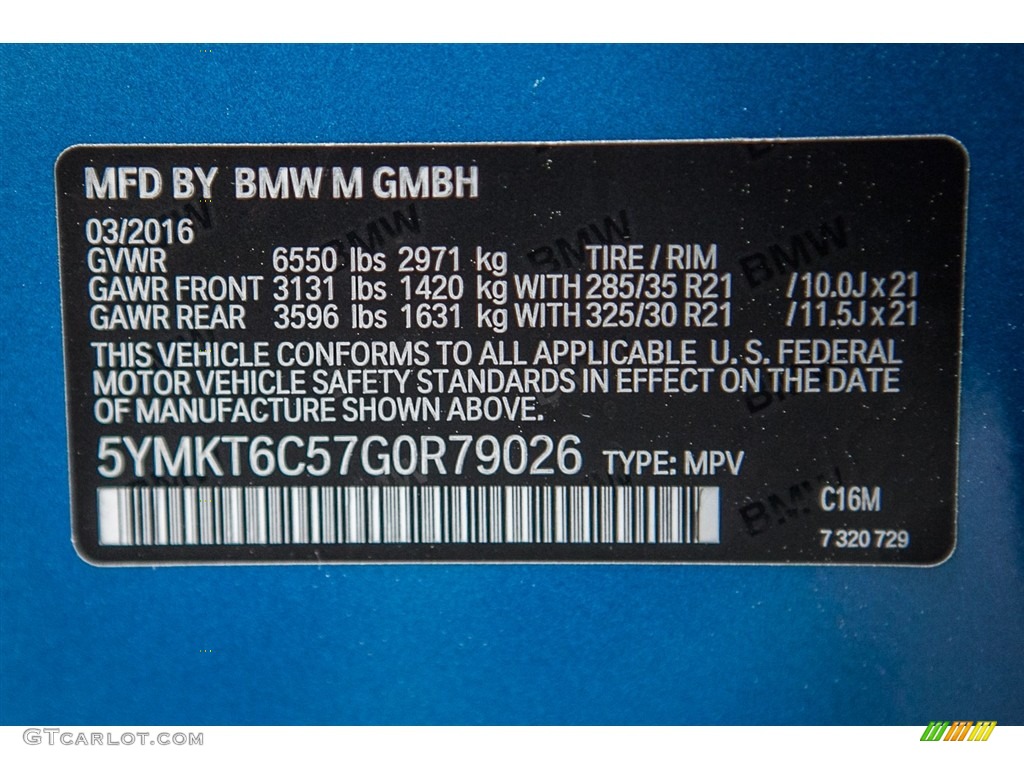 MFD BY BMW M GMBH
03/2016
GVWR 6550 lbs 2971 kg TIRE / RIM
GAWR FRONT 3131 lbs 1420 kg WITH 285/35 R21 /10.0J x 21
GAWR REAR 3596 lbs 1631 kg WITH 325/30 R21 /11.5J x 21
THIS VEHICLE CONFORMS TO ALL APPLICABLE U. S. FEDERAL
MOTOR VEHICLE SAFETY STANDARDS IN EFFECT ON THE DATE
OF MANUFACTURE SHOWN ABOVE.
5YMKT6C57G0R79026 TYPE: MPV
C16M
7 320 729
GTCARLOT.COM